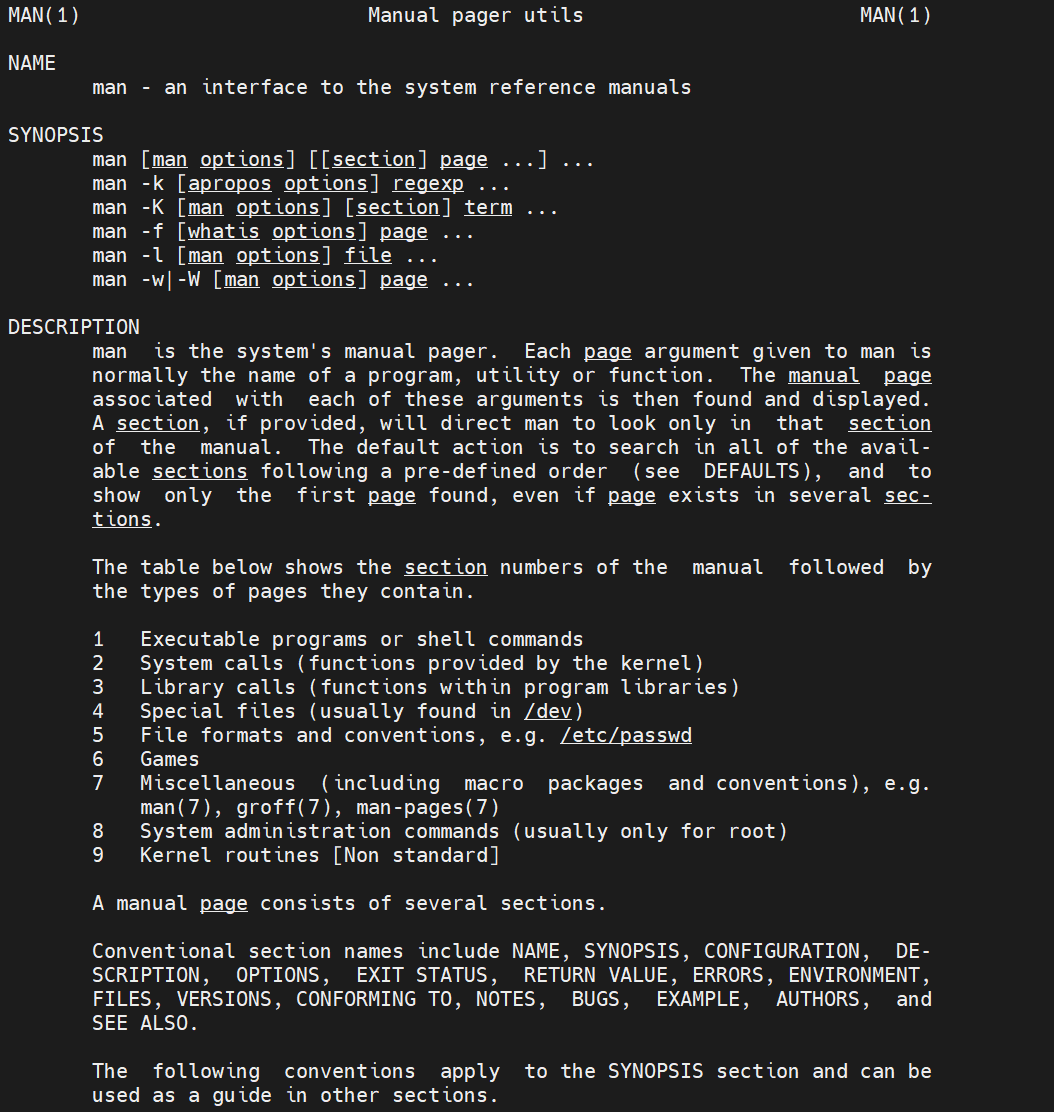 MAN(1)                        Manual pager utils                       MAN(1)

NAME
       man - an interface to the system reference manuals

SYNOPSIS
       man [man options] [[section] page ...] ...
       man -k [apropos options] regexp ...
       man -K [man options] [section] term ...
       man -f [whatis options] page ...
       man -l [man options] file ...
       man -w|-W [man options] page ...

DESCRIPTION
       man  is the system's manual pager.  Each page argument given to man is
       normally the name of a program, utility or function.  The manual  page
       associated  with  each of these arguments is then found and displayed.
       A section, if provided, will direct man to look only in  that  section
       of  the  manual.  The default action is to search in all of the avail-
       able sections following a pre-defined order  (see  DEFAULTS),  and  to
       show  only  the  first page found, even if page exists in several sec-
       tions.

       The table below shows the section numbers of the  manual  followed  by
       the types of pages they contain.

       1   Executable programs or shell commands
       2   System calls (functions provided by the kernel)
       3   Library calls (functions within program libraries)
       4   Special files (usually found in /dev)
       5   File formats and conventions, e.g. /etc/passwd
       6   Games
       7   Miscellaneous  (including  macro  packages  and conventions), e.g.
           man(7), groff(7), man-pages(7)
       8   System administration commands (usually only for root)
       9   Kernel routines [Non standard]

       A manual page consists of several sections.

       Conventional section names include NAME, SYNOPSIS, CONFIGURATION,  DE-
       SCRIPTION,  OPTIONS,  EXIT STATUS,  RETURN VALUE, ERRORS, ENVIRONMENT,
       FILES, VERSIONS, CONFORMING TO, NOTES,  BUGS,  EXAMPLE,  AUTHORS,  and
       SEE ALSO.

       The  following  conventions  apply  to the SYNOPSIS section and can be
       used as a guide in other sections.